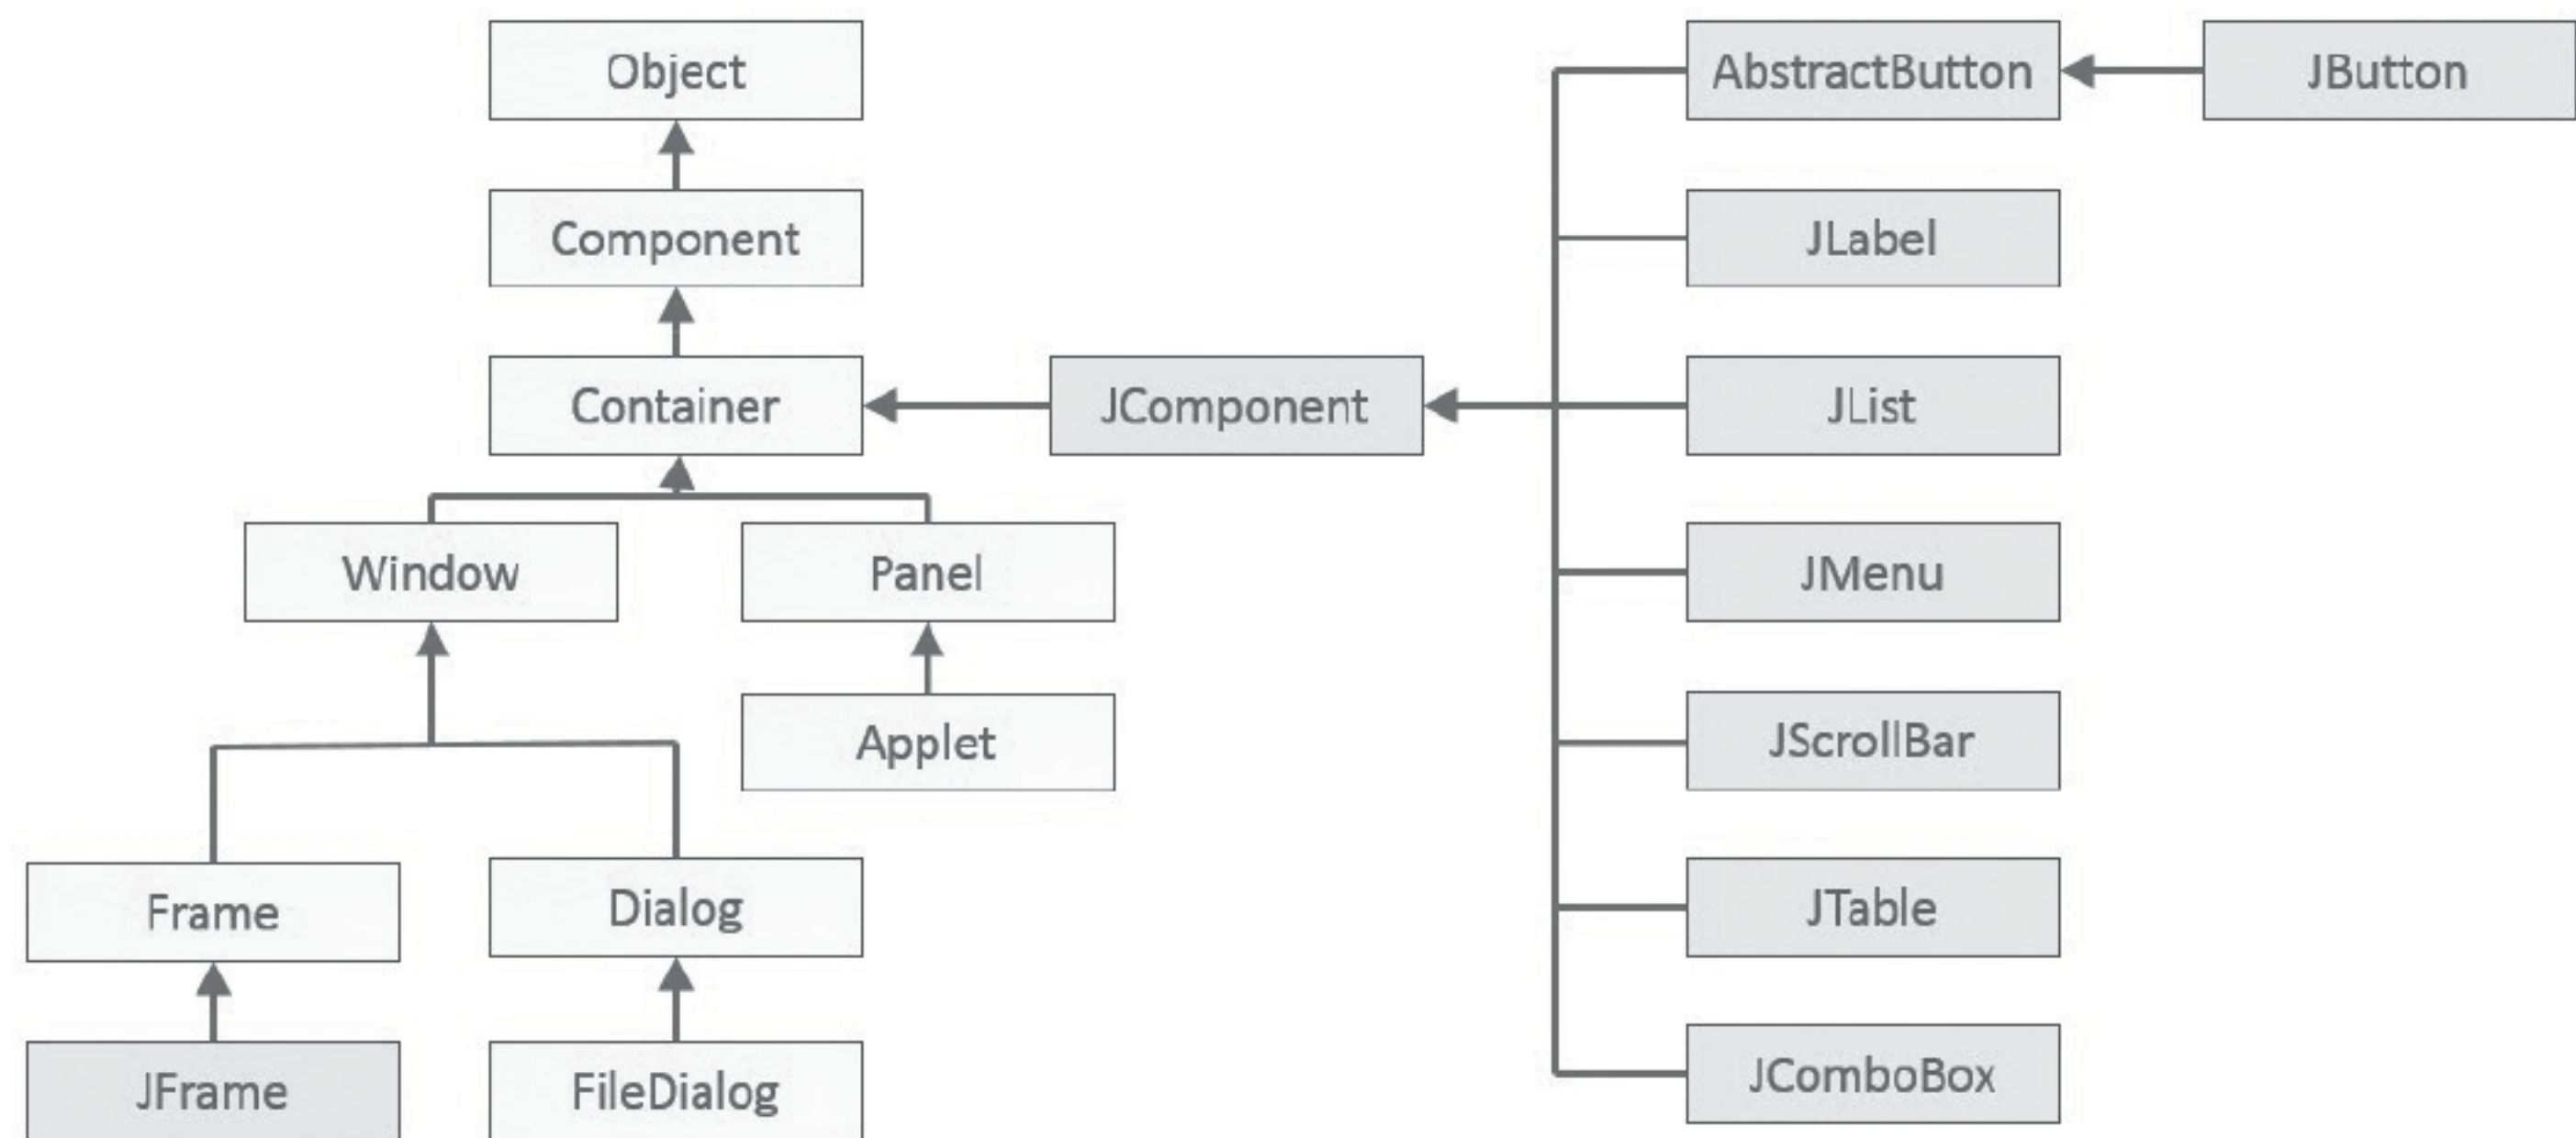 Object
AbstractButton
JButton
Component
JLabel
Container
JComponent
JList
Window
Panel
JMenu
Applet
JScrollBar
Frame
Dialog
JTable
JFrame
FileDialog
JComboBox